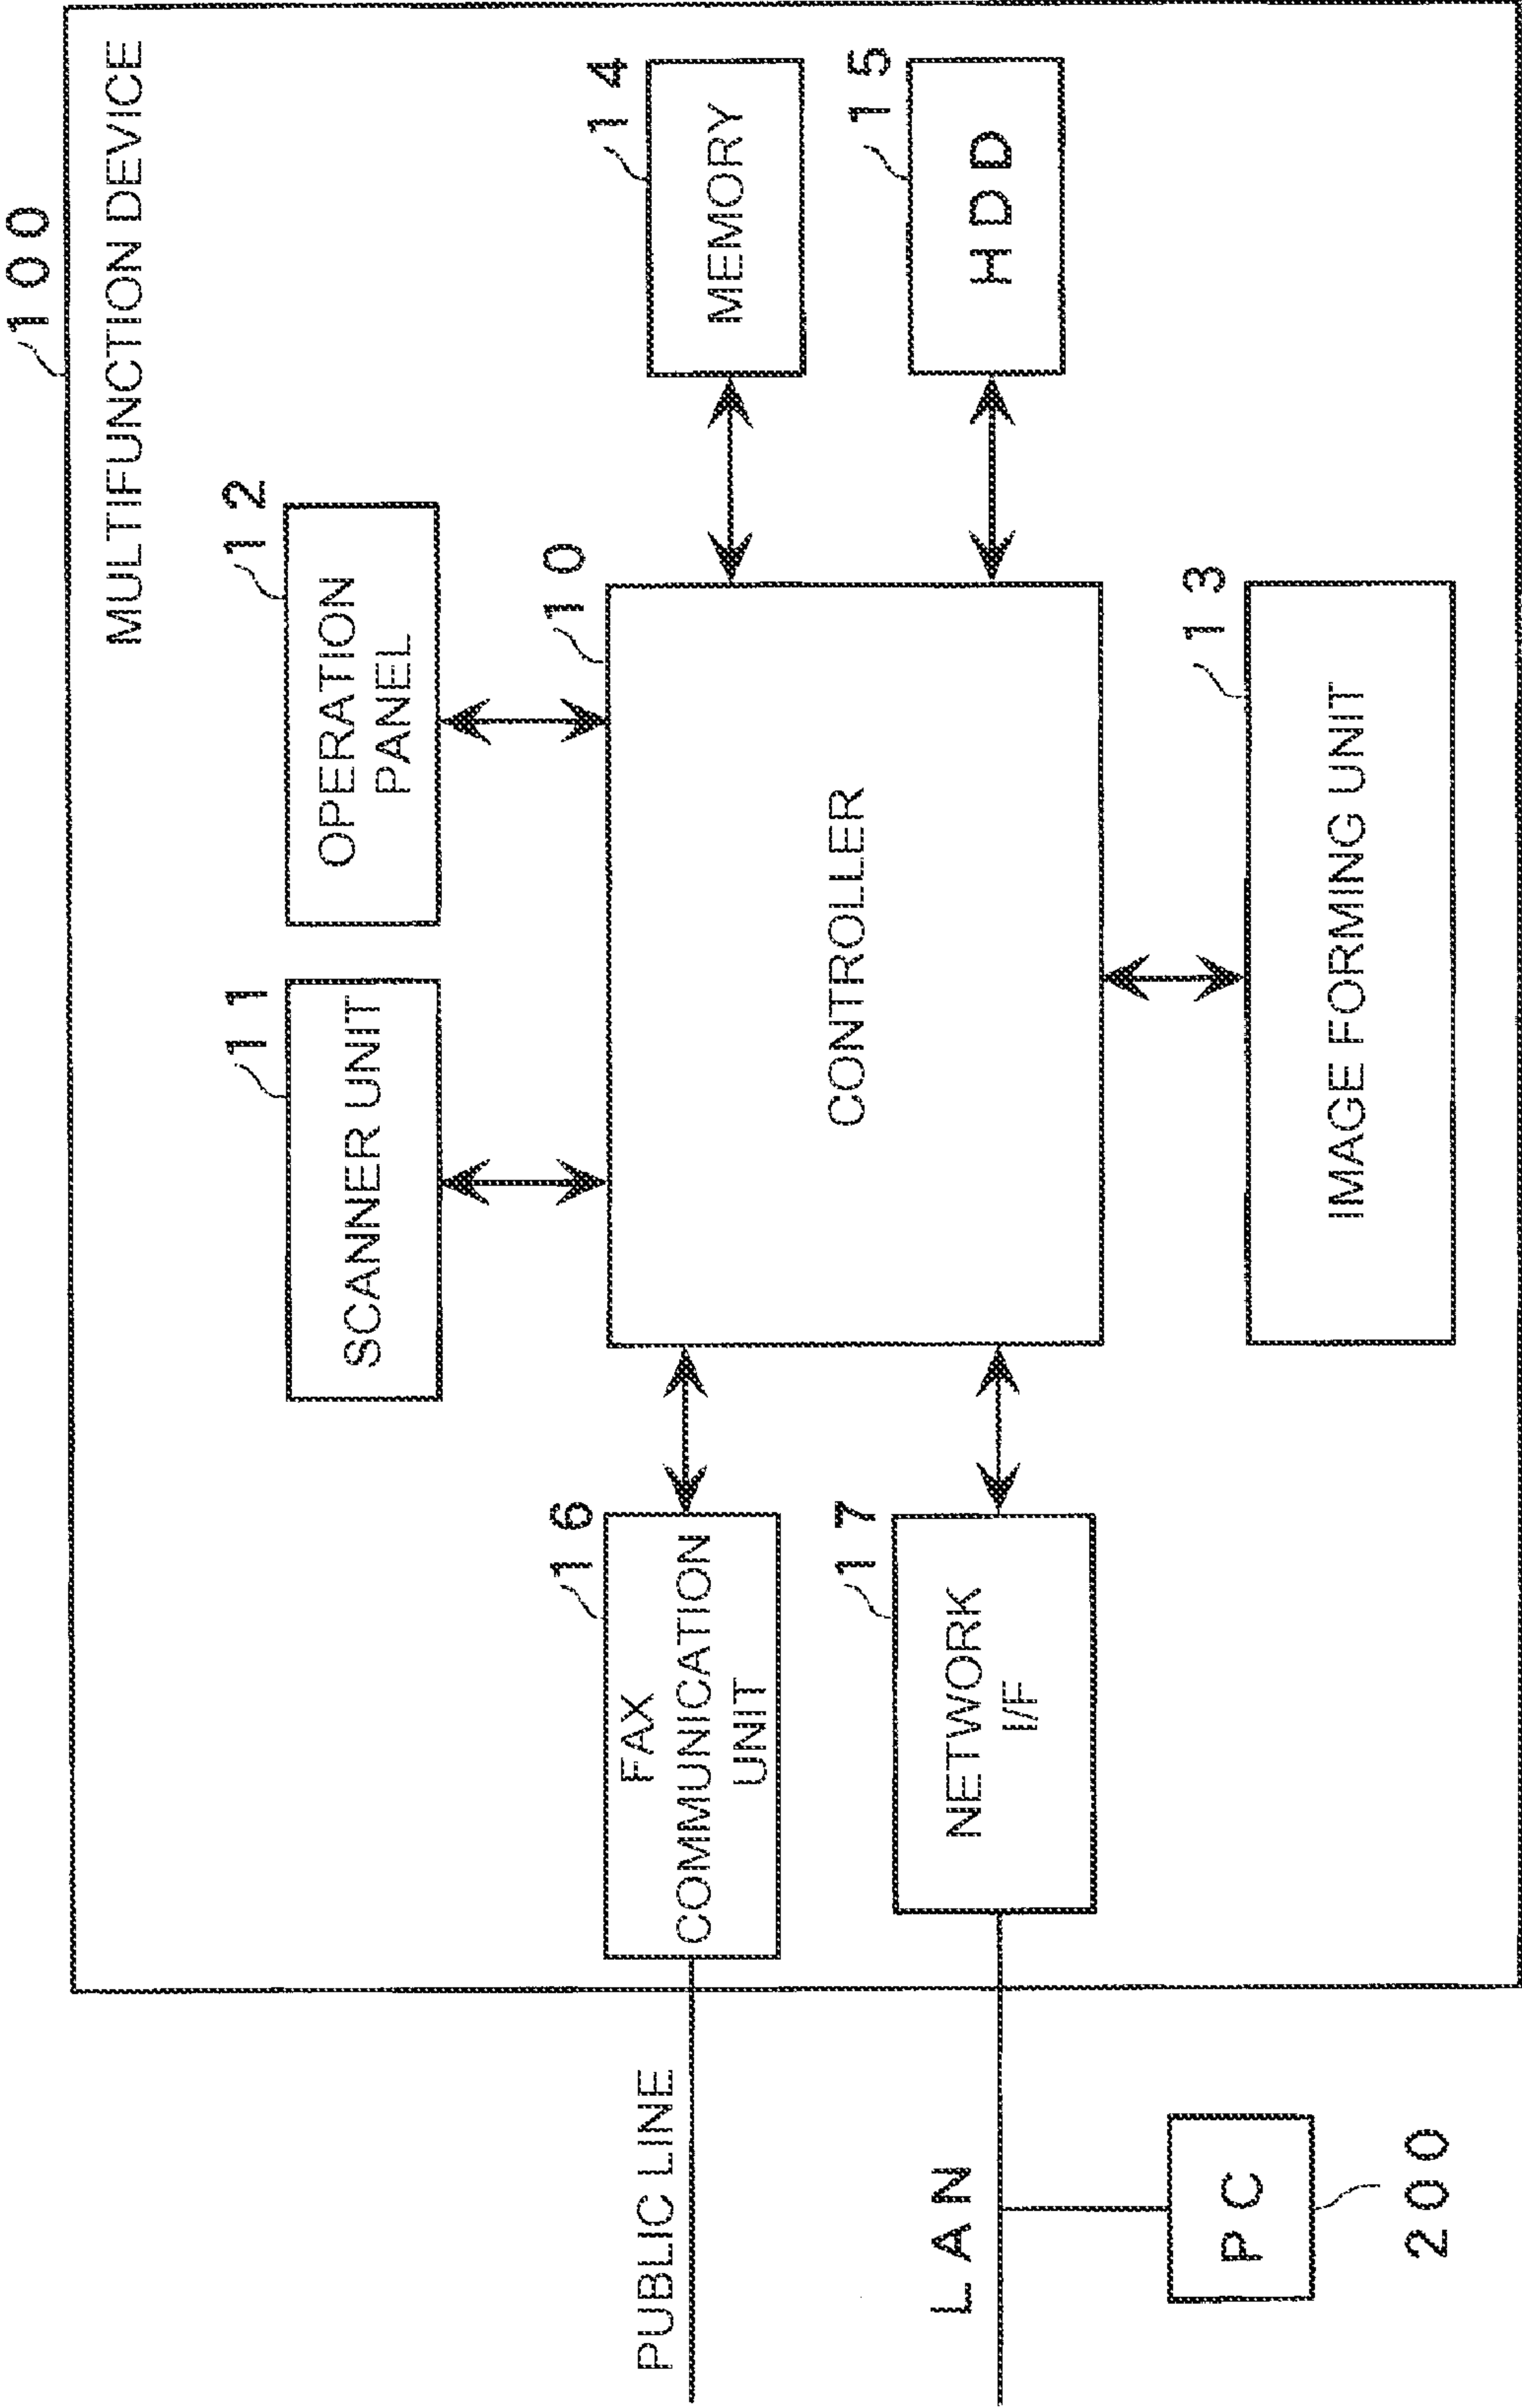 100
MULTIFUNCTION DEVICE
11
SCANNER UNIT
12
OPERATION
PANEL
16
FAX
COMMUNICATION
UNIT
PUBLIC LINE
10
CONTROLLER
14
MEMORY
17
NETWORK
I/F
LAN
15
HDD
PC
200
13
IMAGE FORMING UNIT